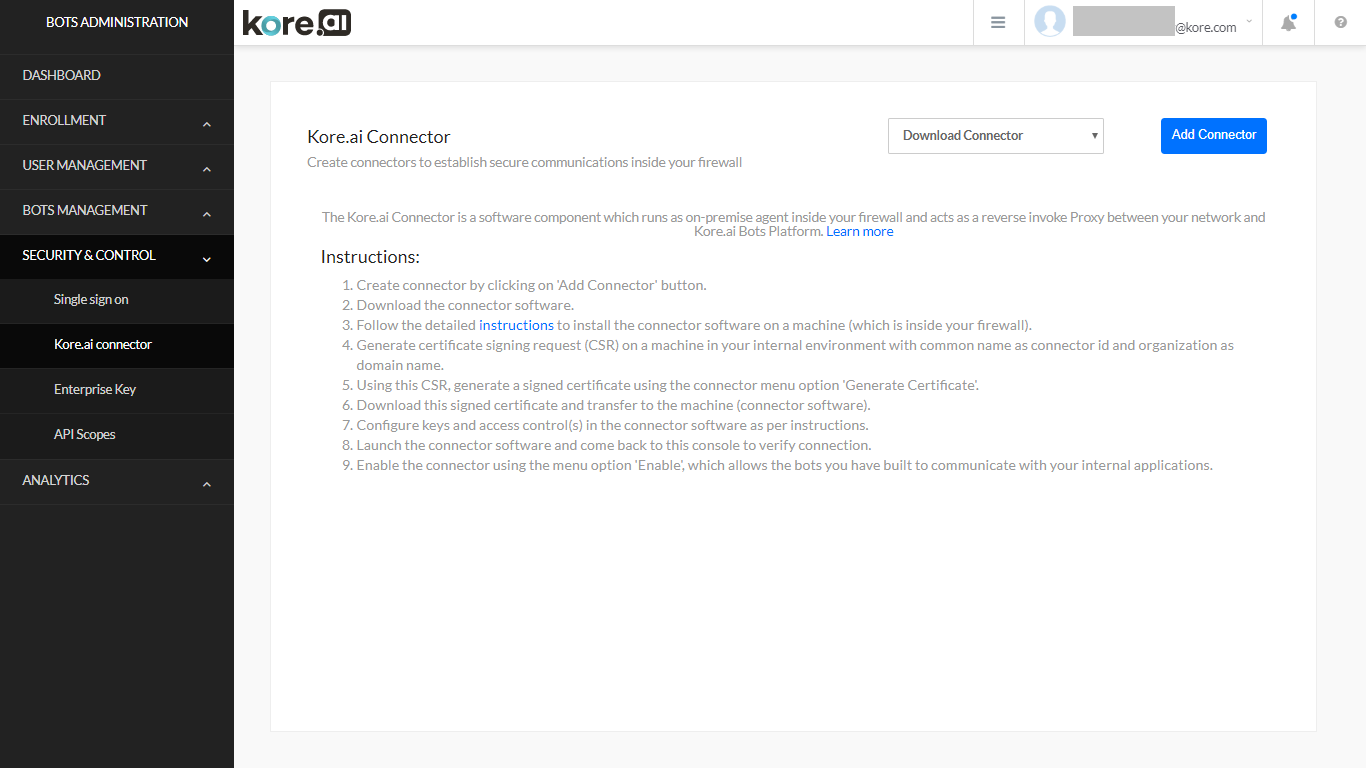 BOTS ADMINISTRATION
kore.ai
@kore.com
DASHBOARD
ENROLLMENT
USER MANAGEMENT
BOTS MANAGEMENT
SECURITY & CONTROL
Single sign on
Kore.ai connector
Enterprise Key
API Scopes
ANALYTICS
Kore.ai Connector
Create connectors to establish secure communications inside your firewall
Download Connector
Add Connector
The Kore.ai Connector is a software component which runs as on-premise agent inside your firewall and acts as a reverse invoke Proxy between your network and
Kore.ai Bots Platform. Learn more
Instructions:
1. Create connector by clicking on 'Add Connector' button.
2. Download the connector software.
3. Follow the detailed instructions to install the connector software on a machine (which is inside your firewall).
4. Generate certificate signing request (CSR) on a machine in your internal environment with common name as connector id and organization as
domain name.
5. Using this CSR, generate a signed certificate using the connector menu option 'Generate Certificate'.
6. Download this signed certificate and transfer to the machine (connector software).
7. Configure keys and access control(s) in the connector software as per instructions.
8. Launch the connector software and come back to this console to verify connection.
9. Enable the connector using the menu option 'Enable', which allows the bots you have built to communicate with your internal applications.